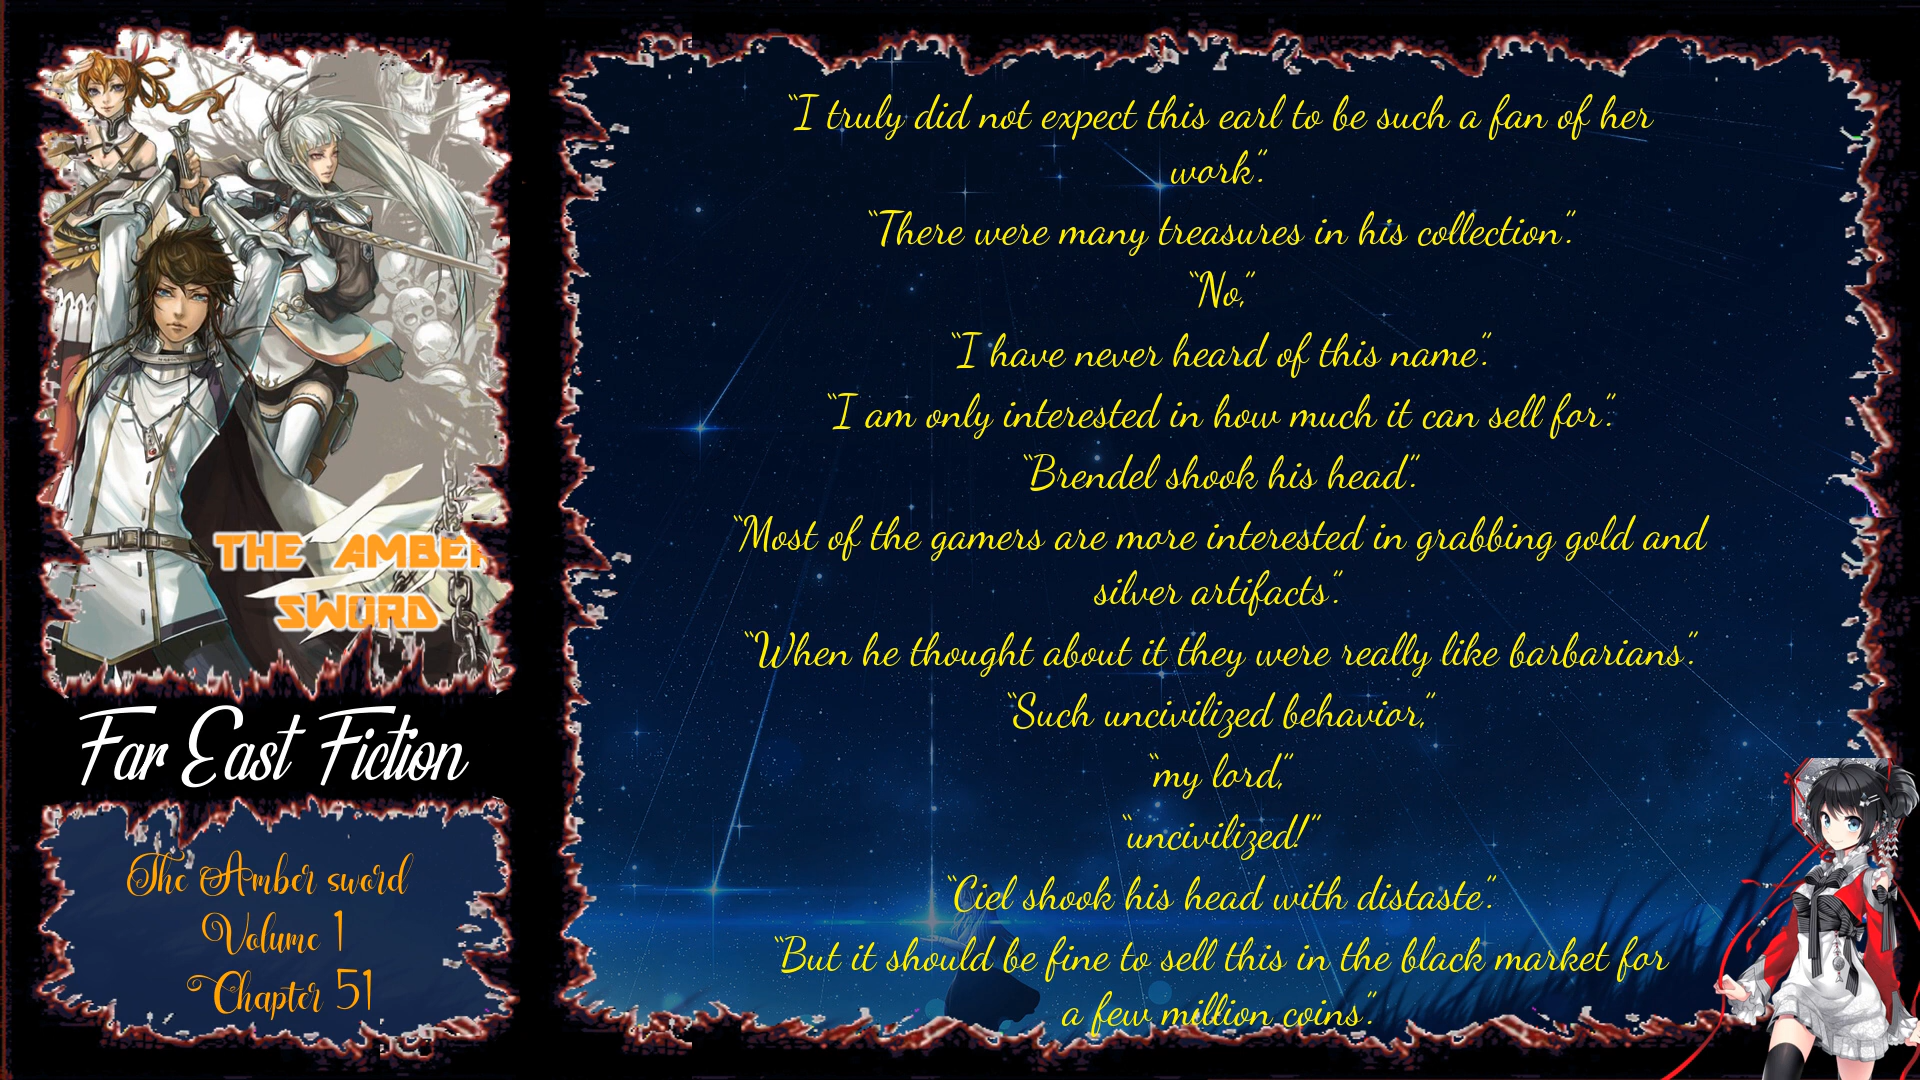 THE AMBER
SWORD
Far East Fiction
The Amber sword
Volume 1
Chapter 51
“I truly did not expect this earl to be such a fan of her
work”.
“There were many treasures in his collection”.
“No,”
“I have never heard of this name”.
“I am only interested in how much it can sell for”.
“Brendel shook his head”.
“Most of the gamers are more interested in grabbing gold and
silver artifacts”.
“When he thought about it they were really like barbarians”.
“Such uncivilized behavior,”
“my lord,”
“uncivilized!”
“Ciel shook his head with distaste”.
“But it should be fine to sell this in the black market for
a few million coins”.